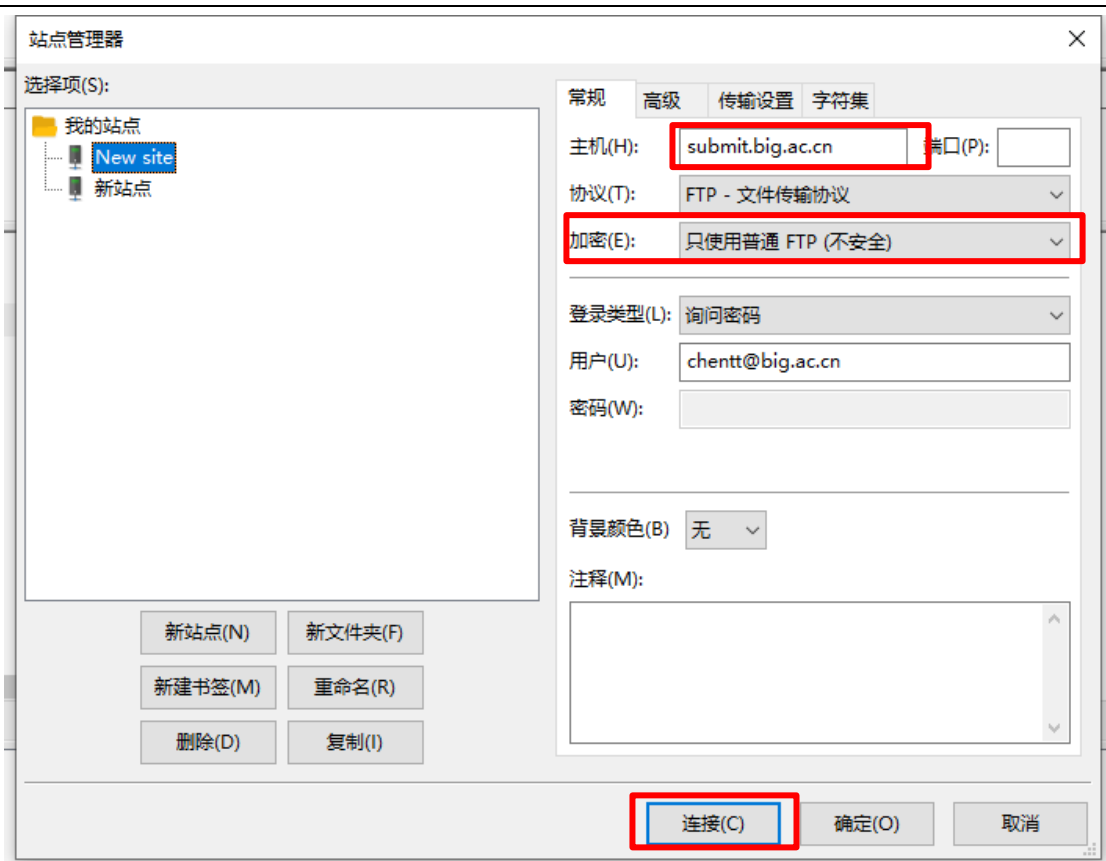 站点管理器
选择项(S):
我的站点
New site
新站点
新站点(N) 新文件夹(F)
新建书签(M) 重命名(R)
删除(D) 复制(I)
常规 高级 传输设置 字符集
主机(H): submit.big.ac.cn 端口(P):
协议(T): FTP - 文件传输协议
加密(E): 只使用普通 FTP (不安全)
登录类型(L): 询问密码
用户(U): chentt@big.ac.cn
密码(W):
背景颜色(B) 无
注释(M):
连接(C) 确定(O) 取消